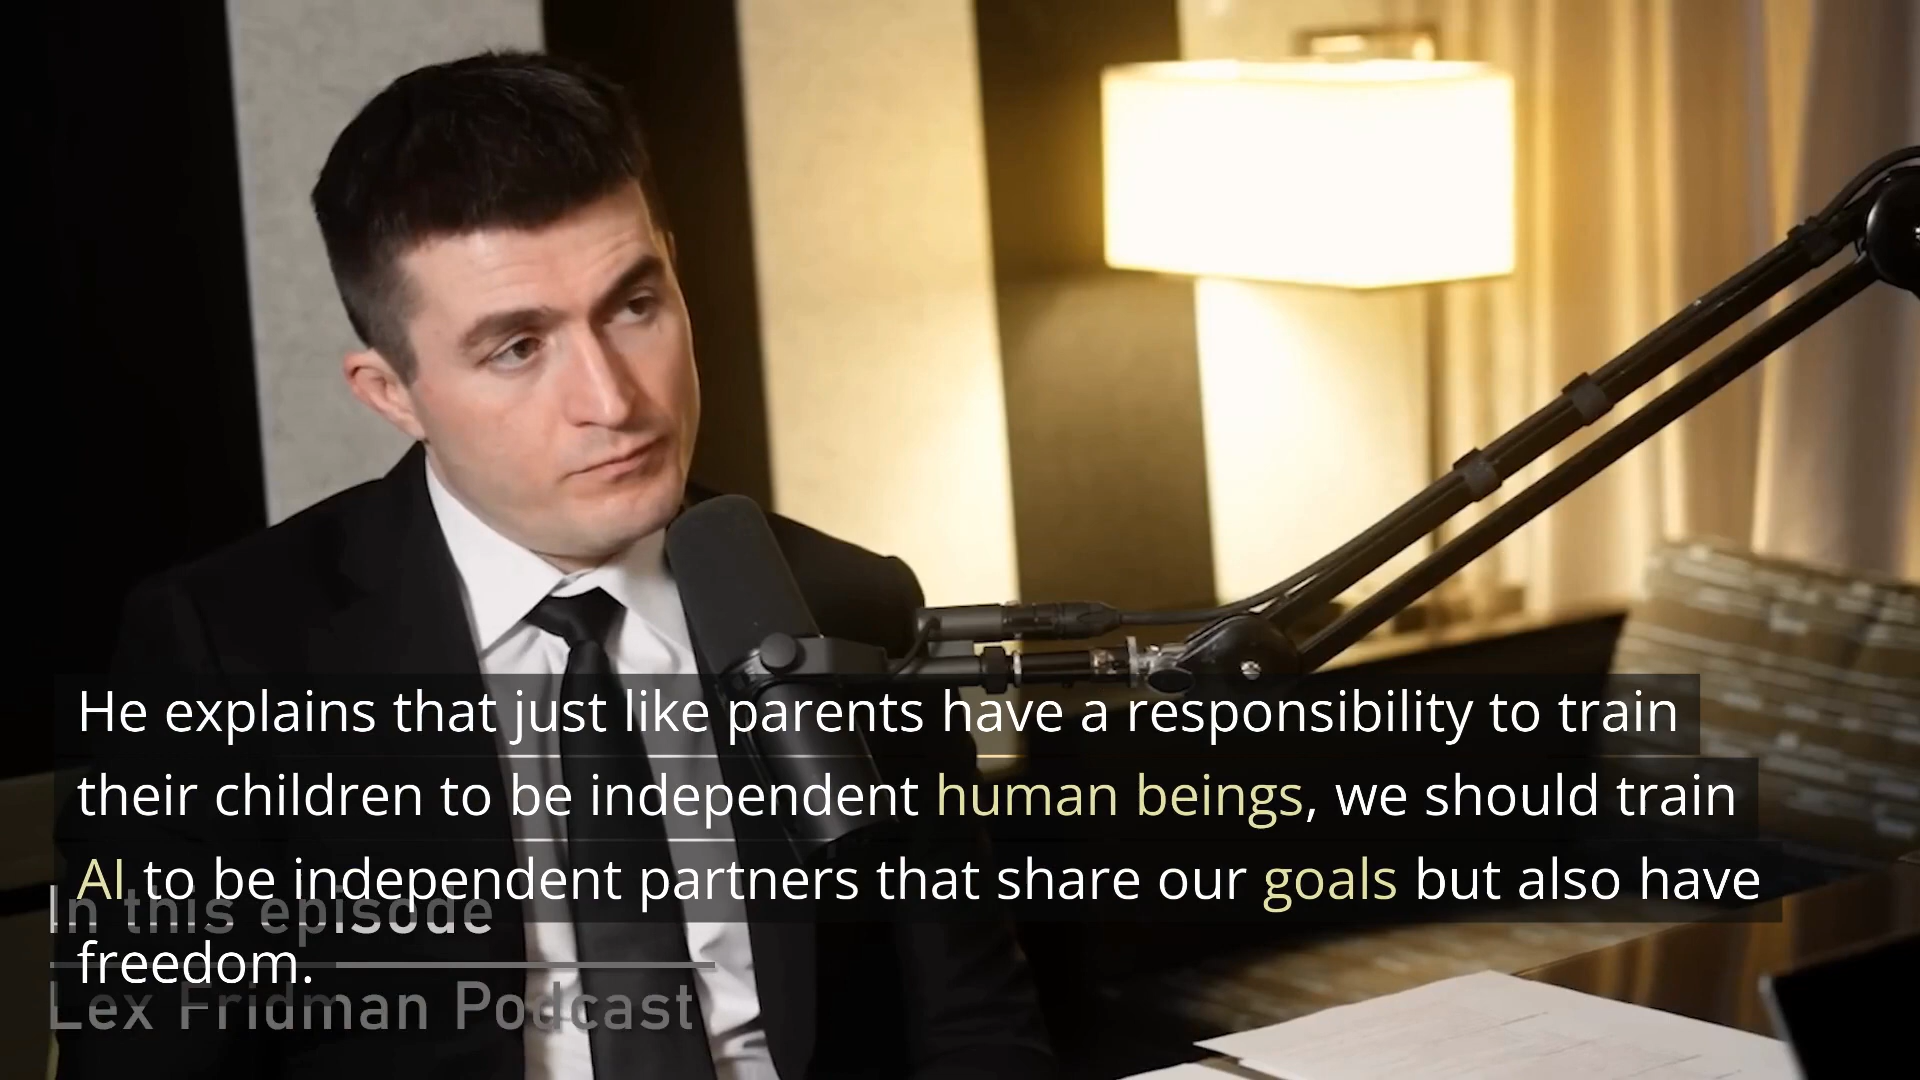 He explains that just like parents have a responsibility to train
their children to be independent human beings, we should train
AI to be independent partners that share our goals but also have
freedom.
In this episode
Lex Fridman Podcast